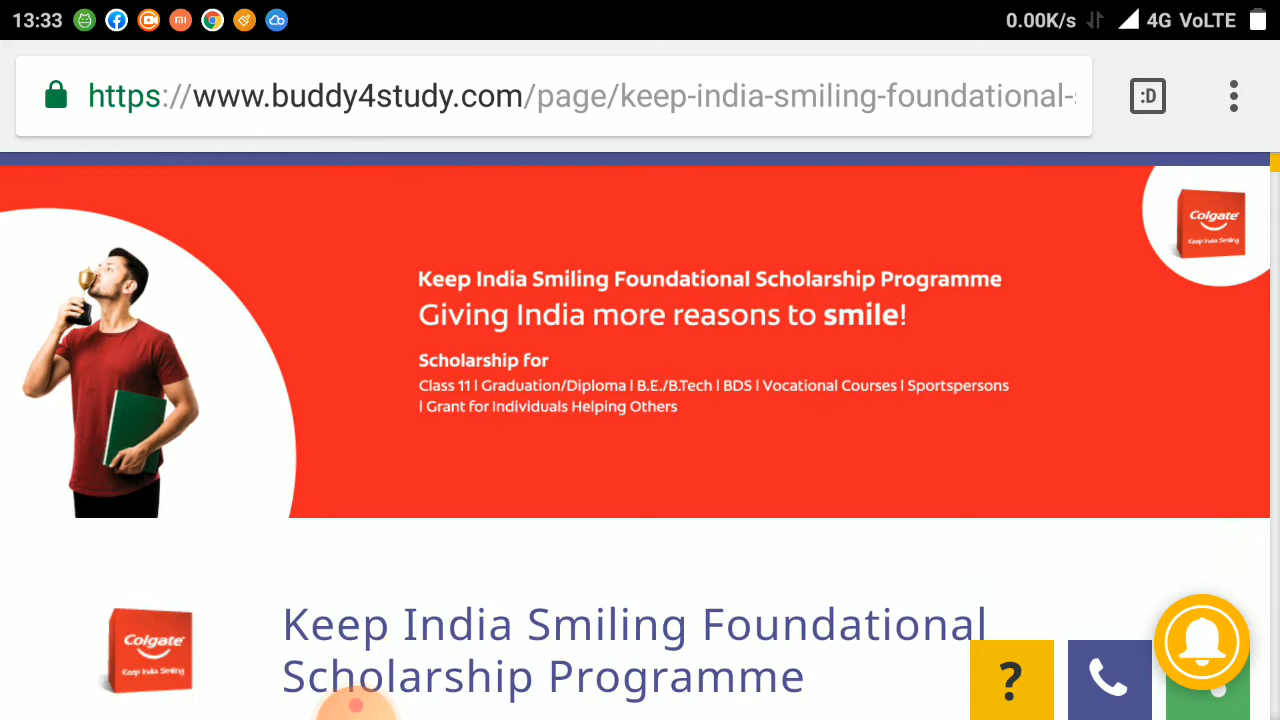 13:33
0.00K/s 4G VoLTE
https://www.buddy4study.com/page/keep-india-smiling-foundational-
:D
Colgate
Keep India Smiling
Keep India Smiling Foundational Scholarship Programme
Giving India more reasons to smile!
Scholarship for
Class 11 | Graduation/Diploma | B.E./B.Tech | BDS | Vocational Courses | Sportspersons
| Grant for Individuals Helping Others
Colgate
Keep India Smiling
Keep India Smiling Foundational
Scholarship Programme
?